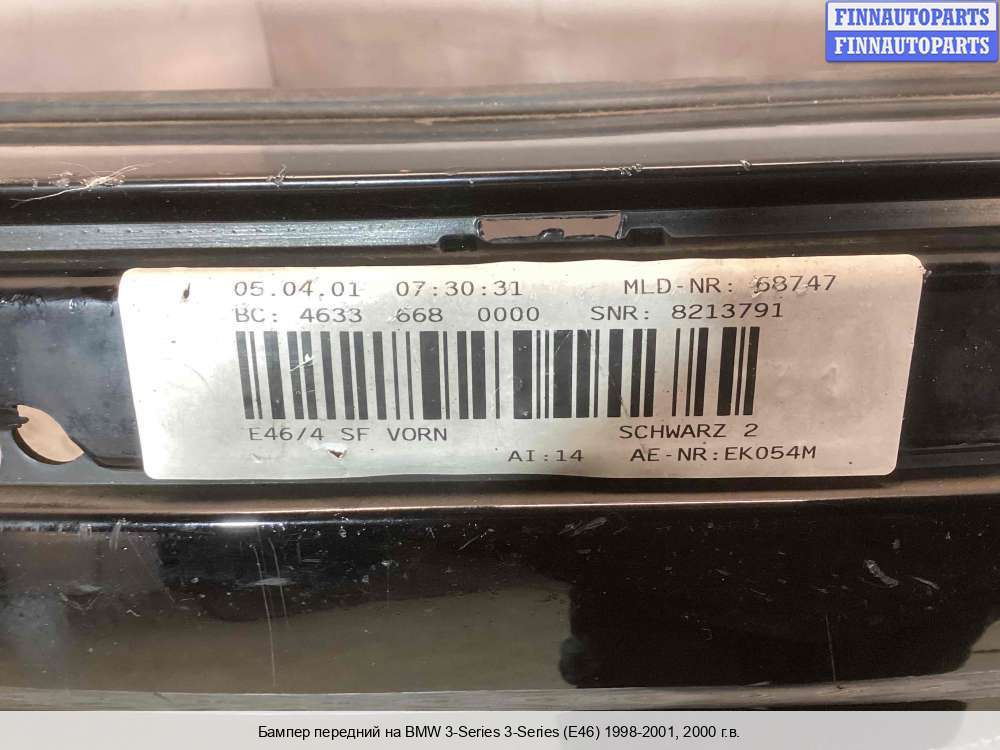 FINNAUTOPARTS
FINNAUTOPARTS
05.04.01 07:30:31 MLD-NR: 68747
BC: 4633 668 0000 SNR: 8213791
E46/4 SF VORN SCHWARZ 2
AI:14 AE-NR:EK054M
Бампер передний на BMW 3-Series 3-Series (E46) 1998-2001, 2000 г.в.